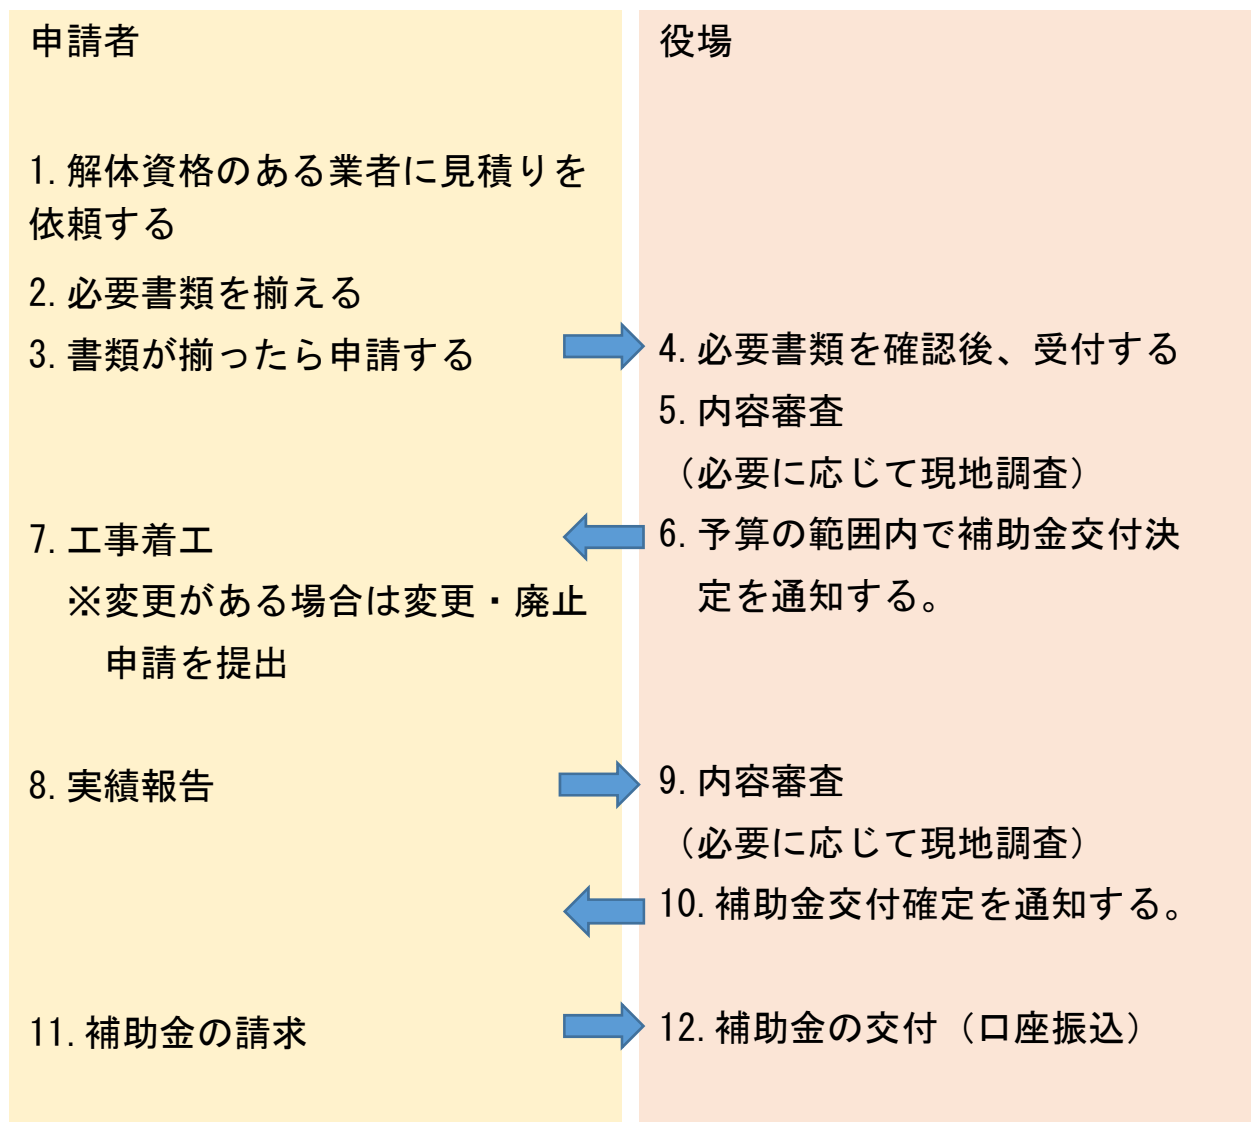 申請者
1.解体資格のある業者に見積りを
依頼する
2.必要書類を揃える
3.書類が揃ったら申請する
7.工事着工
※変更がある場合は変更・廃止
申請を提出
8.実績報告
11.補助金の請求
役場
4.必要書類を確認後、受付する
5.内容審査
（必要に応じて現地調査）
6.予算の範囲内で補助金交付決
定を通知する。
9.内容審査
（必要に応じて現地調査）
10.補助金交付確定を通知する。
12.補助金の交付（口座振込）